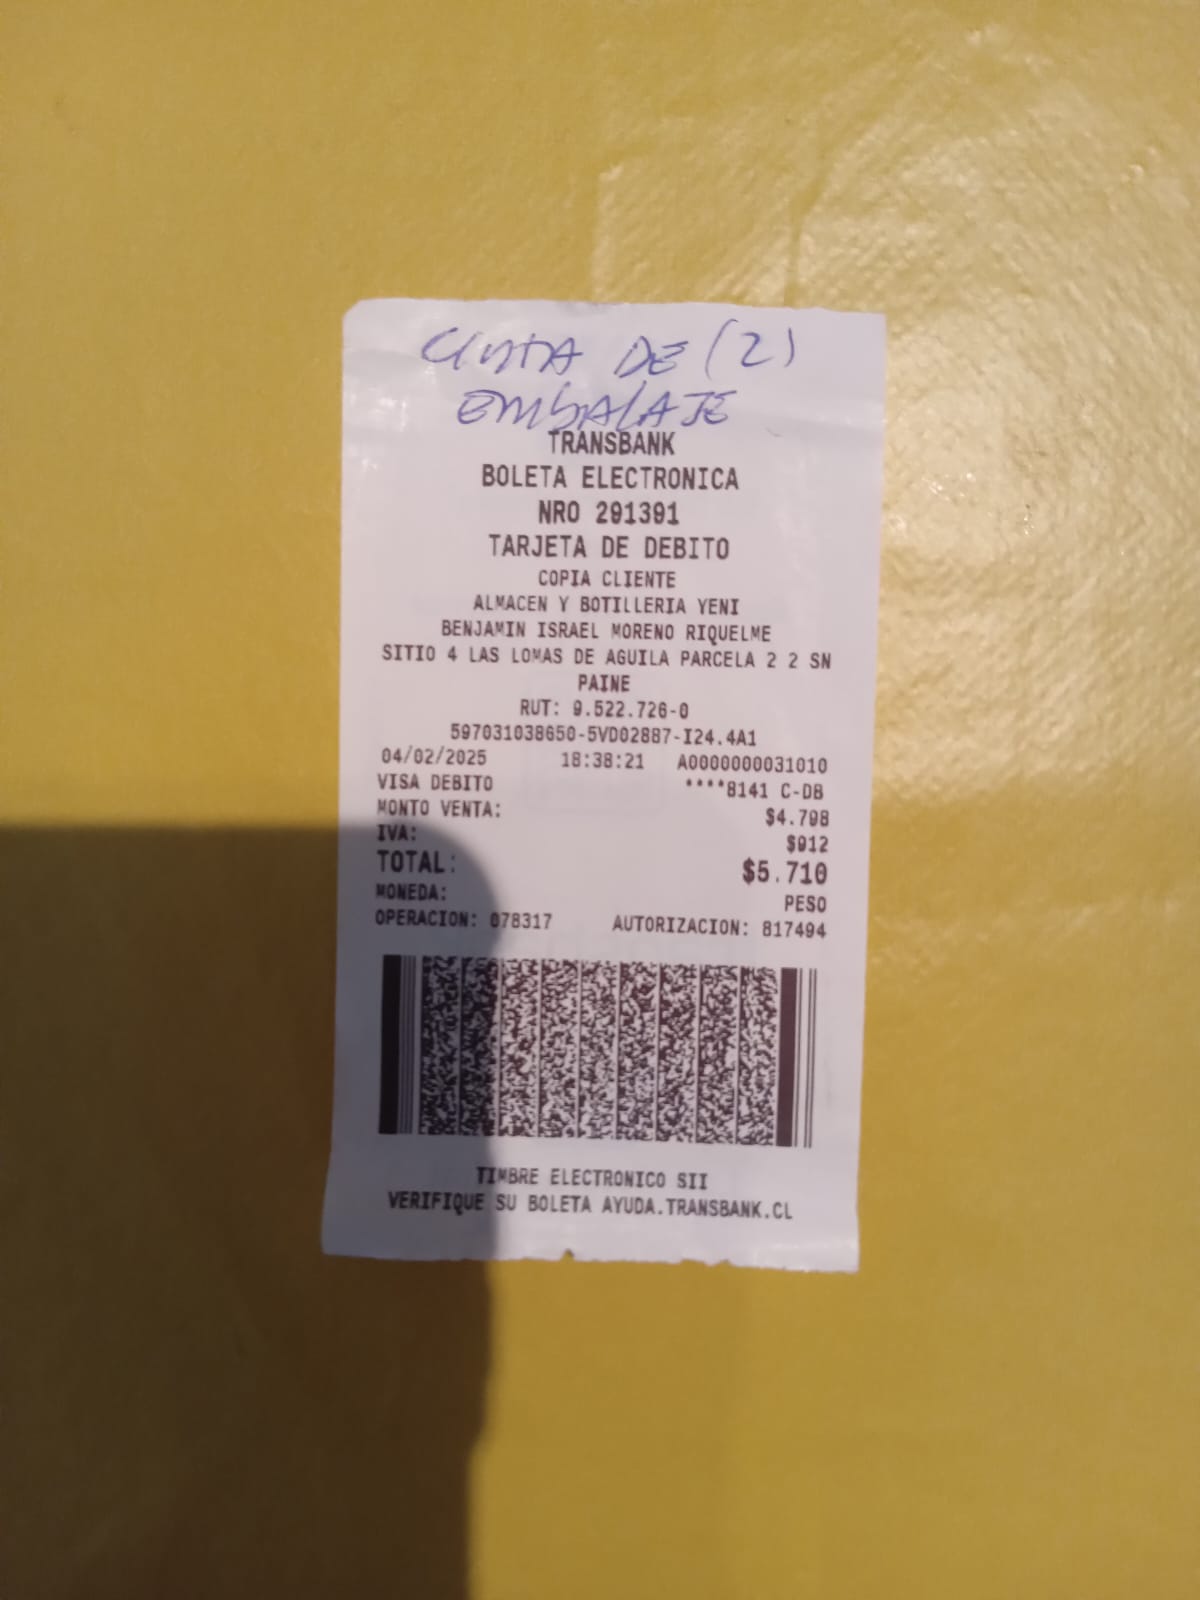 CINTA DE (2)
EMBALAJE
TRANSBANK
BOLETA ELECTRONICA
NRO 291391
TARJETA DE DEBITO
COPIA CLIENTE
ALMACEN Y BOTILLERIA YENI
BENJAMIN ISRAEL MORENO RIQUELME
SITIO 4 LAS LOMAS DE AGUILA PARCELA 2 2 SN
PAINE
RUT: 9.522.726-0
597031038650-5VD02887-I24.4A1
04/02/2025 18:38:21 A0000000031010
VISA DEBITO ****8141 C-DB
MONTO VENTA: $4.798
IVA: $912
TOTAL: $5.710
MONEDA: PESO
OPERACION: 078317 AUTORIZACION: 817494
TIMBRE ELECTRONICO SII
VERIFIQUE SU BOLETA AYUDA.TRANSBANK.CL